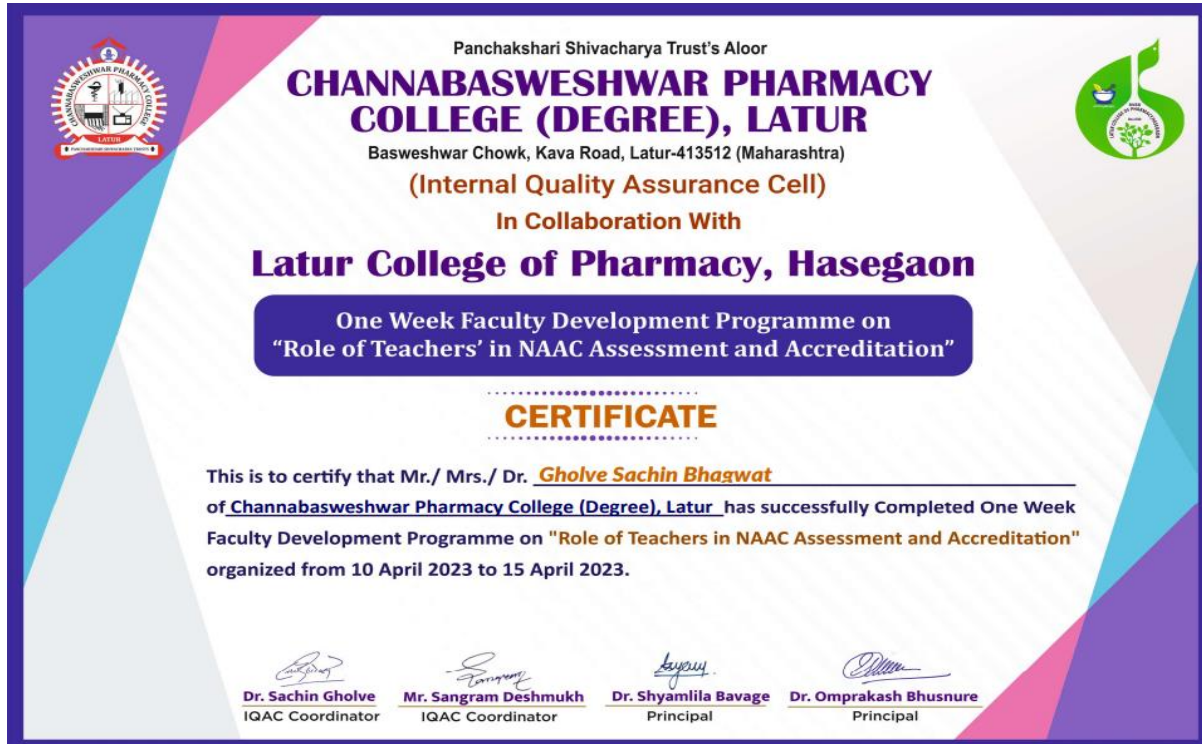 Panchakshari Shivacharya Trust's Aloor
CHANNABASWESHWAR PHARMACY
COLLEGE (DEGREE), LATUR
Basweshwar Chowk, Kava Road, Latur-413512 (Maharashtra)
(Internal Quality Assurance Cell)
In Collaboration With
Latur College of Pharmacy, Hasegaon
One Week Faculty Development Programme on
“Role of Teachers’ in NAAC Assessment and Accreditation”
CERTIFICATE
This is to certify that Mr./ Mrs./ Dr. Gholve Sachin Bhagwat
of Channabasweshwar Pharmacy College (Degree), Latur has successfully Completed One Week
Faculty Development Programme on "Role of Teachers in NAAC Assessment and Accreditation"
organized from 10 April 2023 to 15 April 2023.
Dr. Sachin Gholve
IQAC Coordinator
Mr. Sangram Deshmukh
IQAC Coordinator
Dr. Shyamlila Bavage
Principal
Dr. Omprakash Bhusnure
Principal
CHANNABASWESHWAR PHARMACY COLLEGE
LATUR